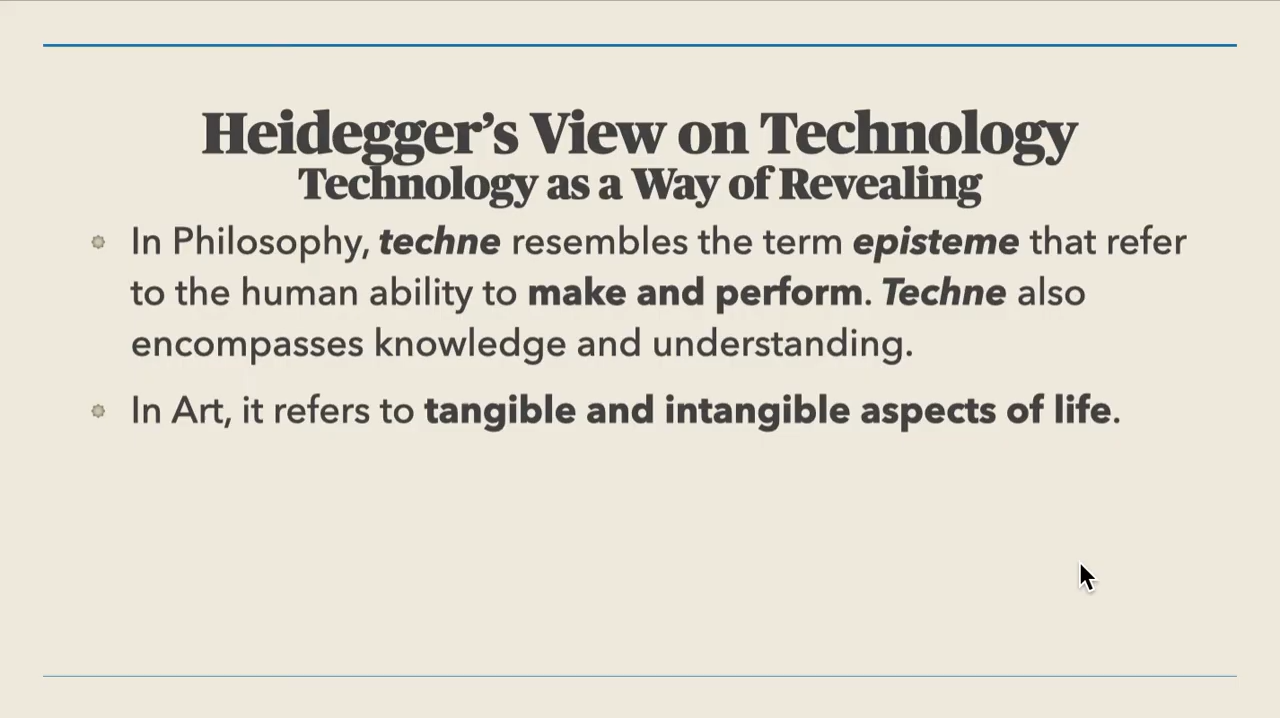 Heidegger’s View on Technology
Technology as a Way of Revealing
In Philosophy, techne resembles the term episteme that refer
to the human ability to make and perform. Techne also
encompasses knowledge and understanding.
In Art, it refers to tangible and intangible aspects of life.